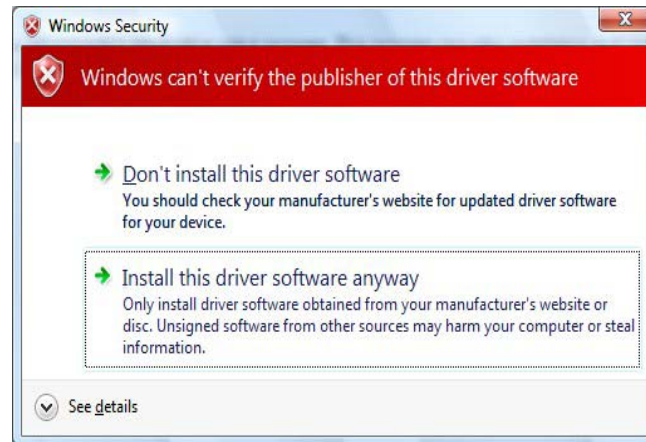 Windows Security
Windows can't verify the publisher of this driver software
Don't install this driver software
You should check your manufacturer's website for updated driver software
for your device.
Install this driver software anyway
Only install driver software obtained from your manufacturer's website or
disc. Unsigned software from other sources may harm your computer or steal
information.
See details